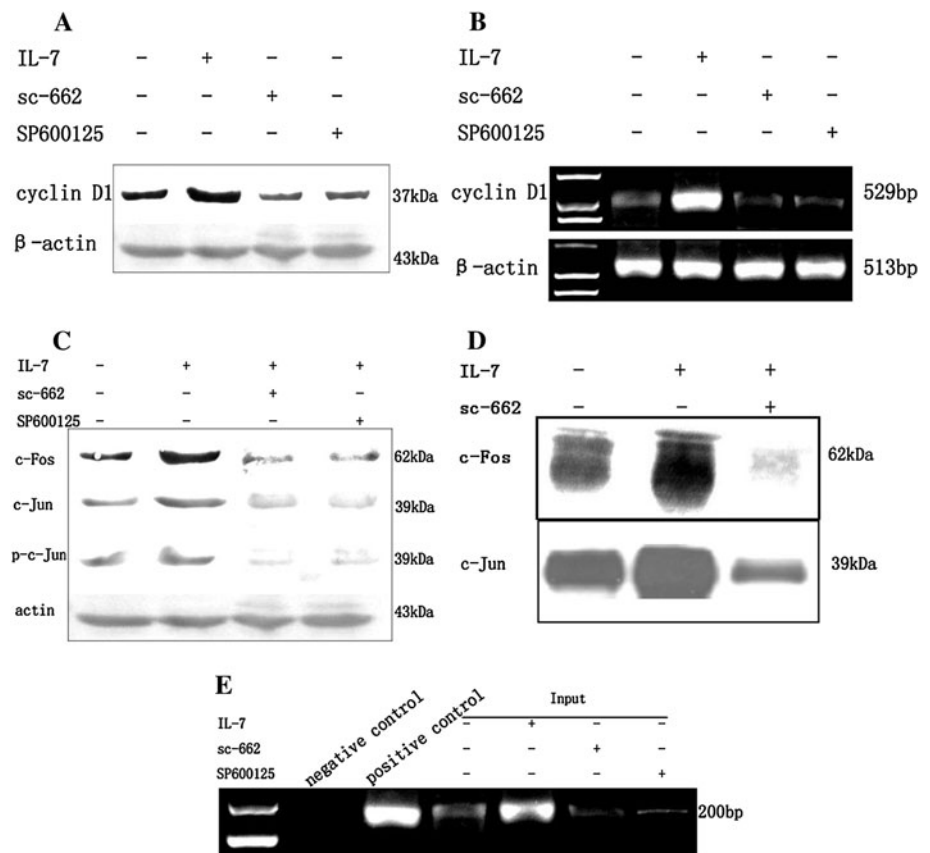 A
IL-7 - + - -
sc-662 - - + -
SP600125 - - - +
cyclin D1 37kDa
β-actin 43kDa
B
IL-7 - + - -
sc-662 - - + -
SP600125 - - - +
cyclin D1 529bp
β-actin 513bp
C
IL-7 - + + +
sc-662 - - + -
SP600125 - - - +
c-Fos 62kDa
c-Jun 39kDa
p-c-Jun 39kDa
actin 43kDa
D
IL-7 - + +
sc-662 - - +
c-Fos 62kDa
c-Jun 39kDa
E
negative control
positive control
Input
IL-7 - + - -
sc-662 - - + -
SP600125 - - - +
200bp